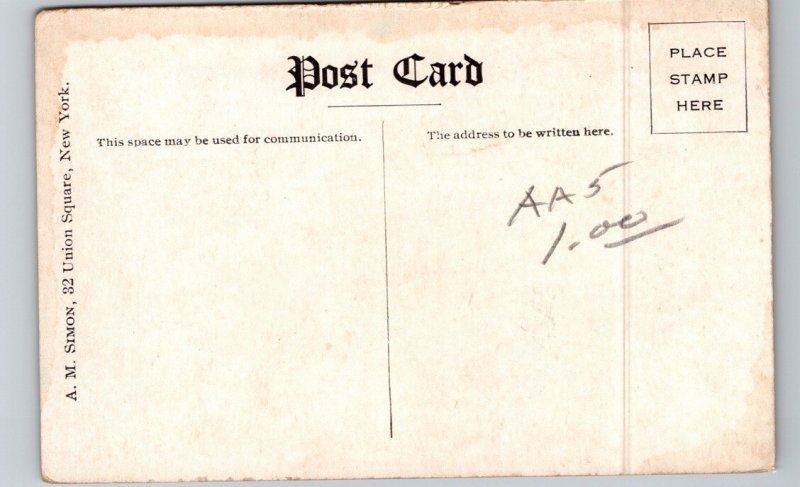 Post Card
PLACE
STAMP
HERE
This space may be used for communication.
The address to be written here.
A. M. SIMON, 32 Union Square, New York.
AA5
1.00